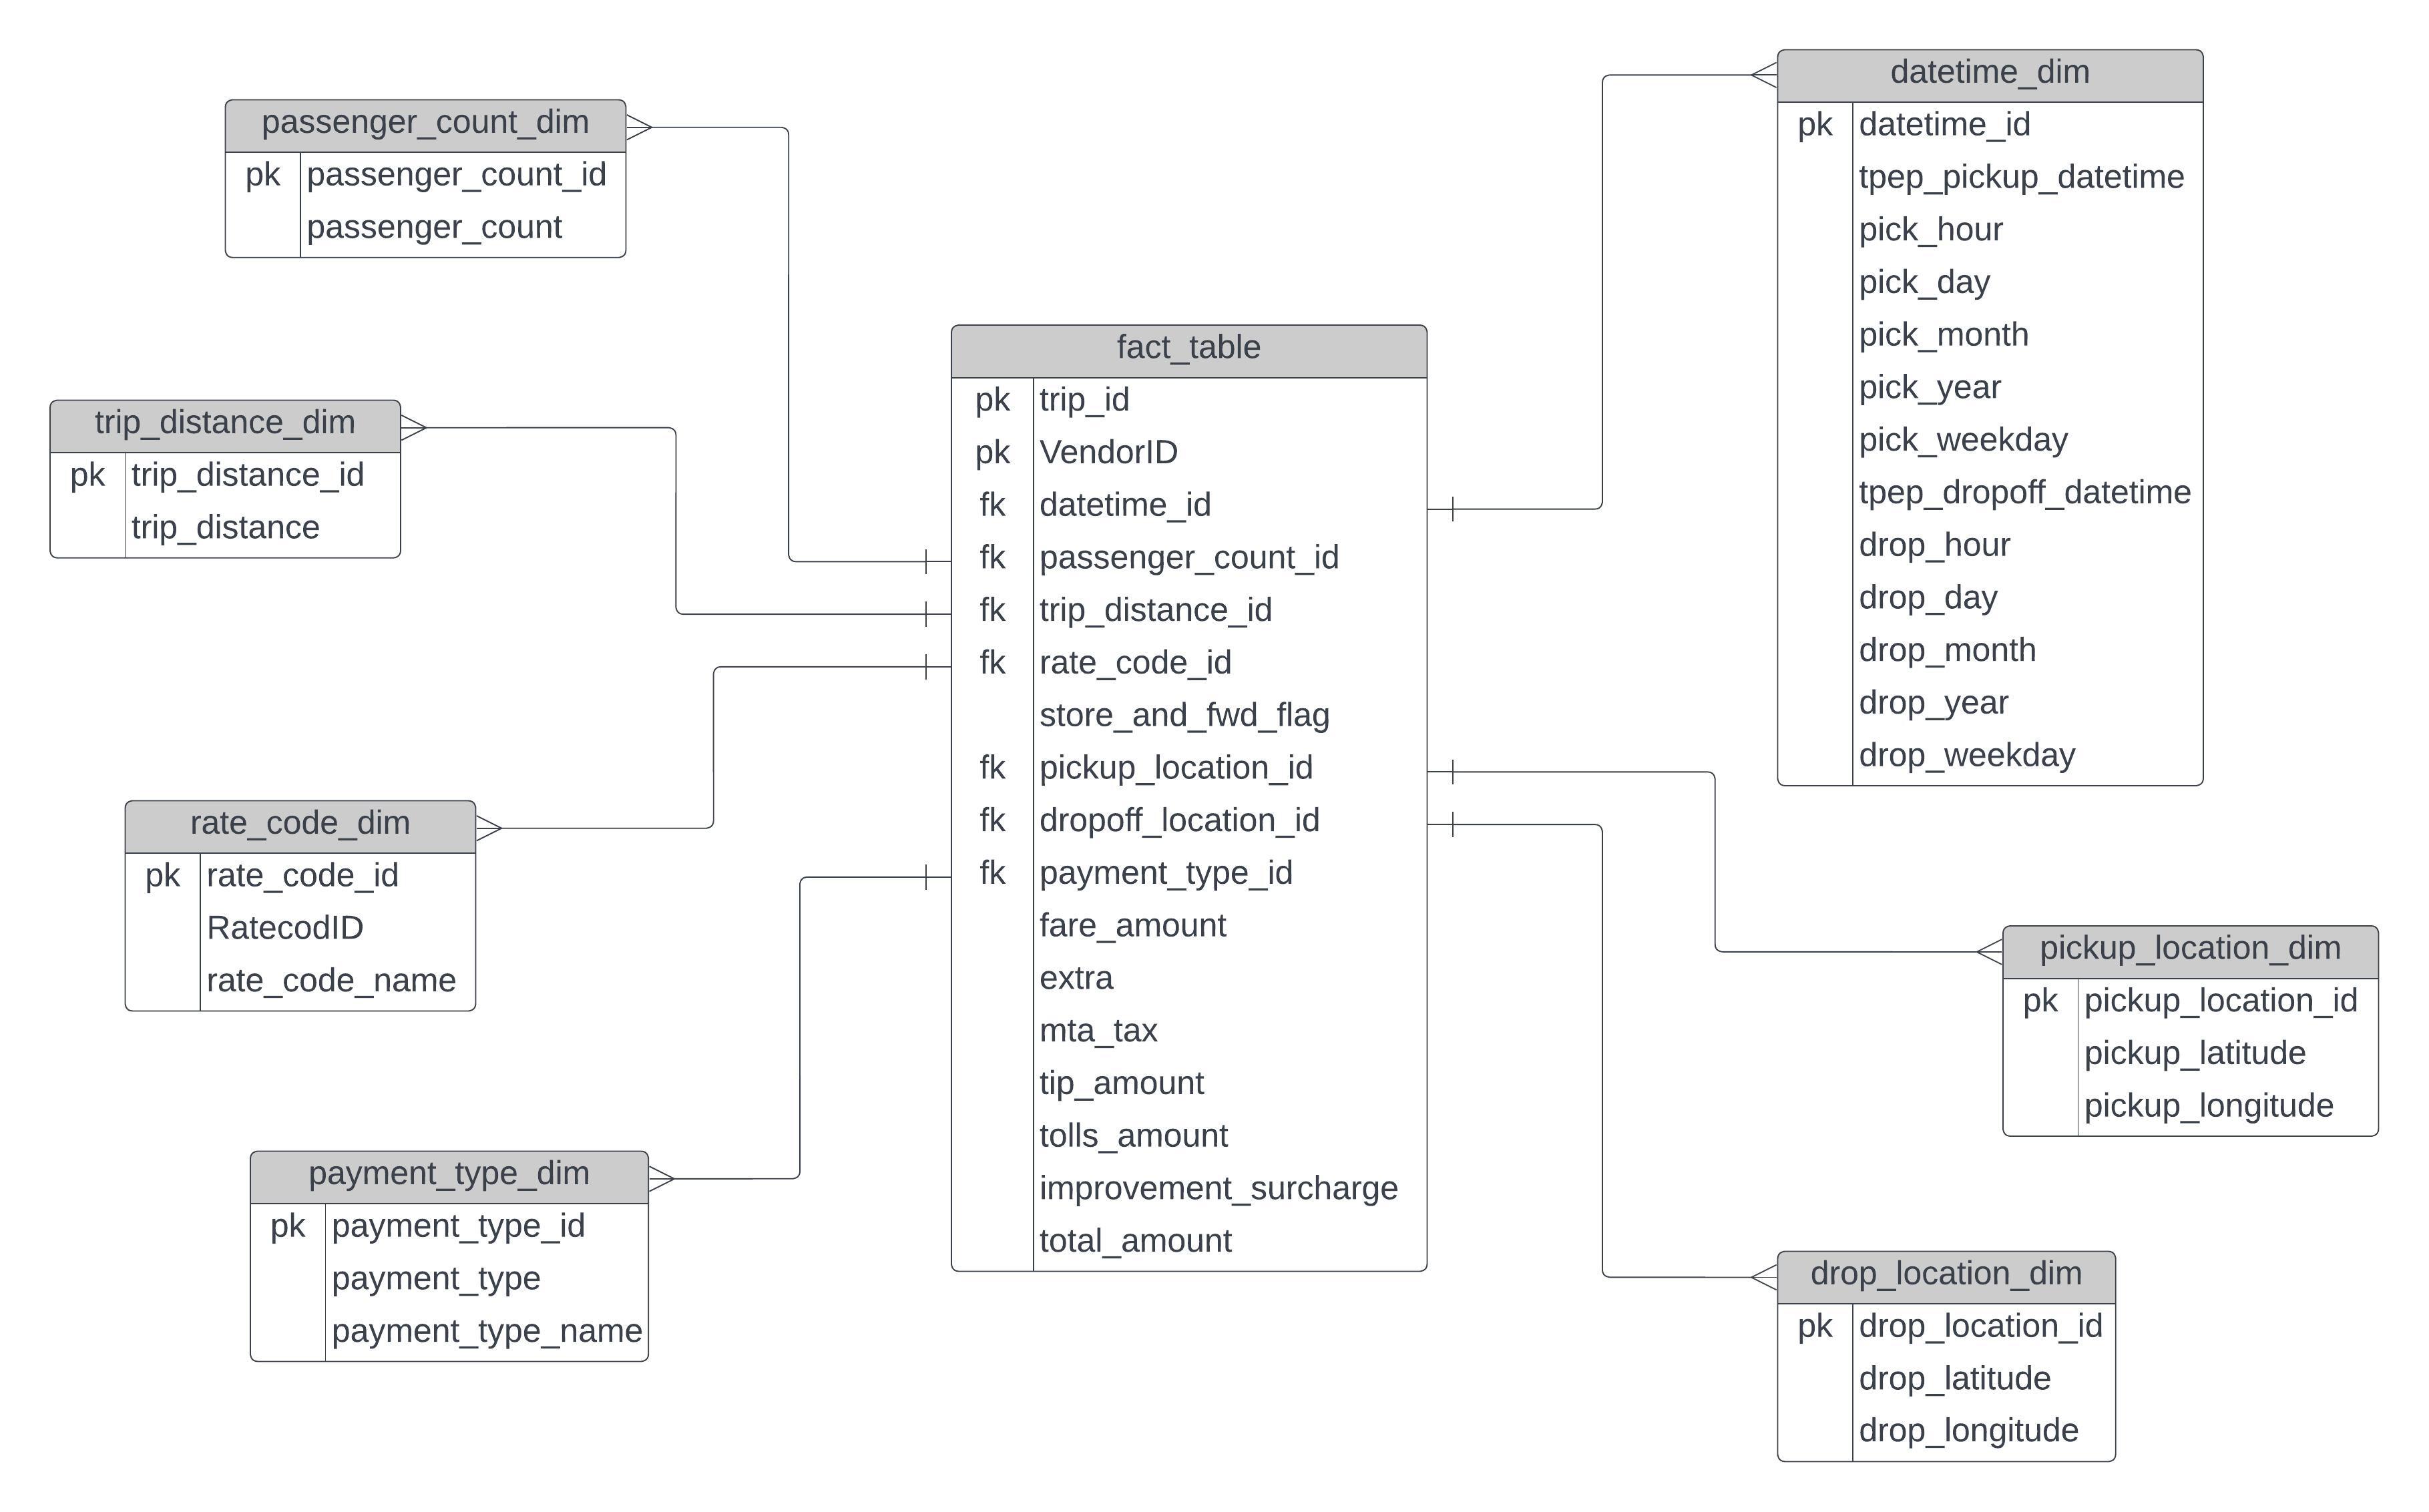 passenger_count_dim
pk passenger_count_id
passenger_count
trip_distance_dim
pk trip_distance_id
trip_distance
rate_code_dim
pk rate_code_id
RatecodID
rate_code_name
payment_type_dim
pk payment_type_id
payment_type
payment_type_name
fact_table
pk trip_id
pk VendorID
fk datetime_id
fk passenger_count_id
fk trip_distance_id
fk rate_code_id
store_and_fwd_flag
fk pickup_location_id
fk dropoff_location_id
fk payment_type_id
fare_amount
extra
mta_tax
tip_amount
tolls_amount
improvement_surcharge
total_amount
datetime_dim
pk datetime_id
tpep_pickup_datetime
pick_hour
pick_day
pick_month
pick_year
pick_weekday
tpep_dropoff_datetime
drop_hour
drop_day
drop_month
drop_year
drop_weekday
pickup_location_dim
pk pickup_location_id
pickup_latitude
pickup_longitude
drop_location_dim
pk drop_location_id
drop_latitude
drop_longitude